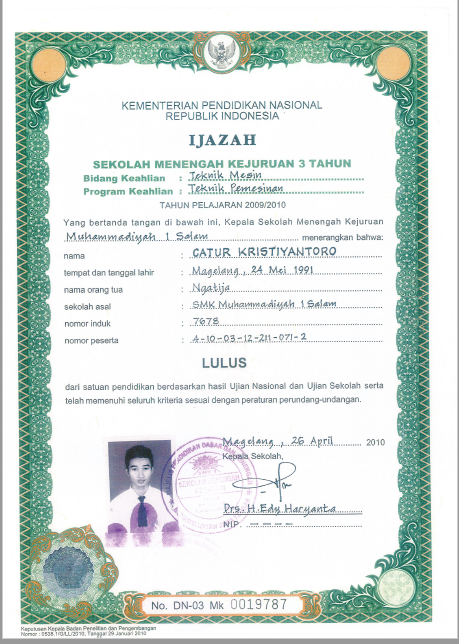 KEMENTERIAN PENDIDIKAN NASIONAL
REPUBLIK INDONESIA
IJAZAH
SEKOLAH MENENGAH KEJURUAN 3 TAHUN
Bidang Keahlian : Teknik Mesin
Program Keahlian : Teknik Pemesinan
TAHUN PELAJARAN 2009/2010
Yang bertanda tangan di bawah ini, Kepala Sekolah Menengah Kejuruan
Muhammadiyah 1 Salam menerangkan bahwa:
nama : CATUR KRISTIYANTORO
tempat dan tanggal lahir : Magelang, 24 Mei 1991
nama orang tua : Ngatija
sekolah asal : SMK Muhammadiyah 1 Salam
nomor induk : 7678
nomor peserta : 4-10-03-12-211-071-2
LULUS
dari satuan pendidikan berdasarkan hasil Ujian Nasional dan Ujian Sekolah serta
telah memenuhi seluruh kriteria sesuai dengan peraturan perundang-undangan.
Magelang, 26 April 2010
Kepala Sekolah,
Drs. H. Edy Haryanta
NIP. - - - -
No. DN-03 Mk 0019787
Keputusan Kepala Badan Penelitian dan Pengembangan
Nomor : 0538.1/G/LL/2010, Tanggal 29 Januari 2010